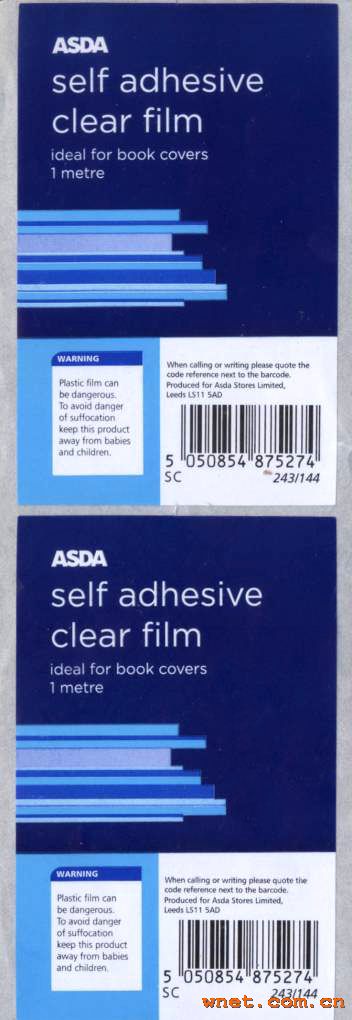 ASDA
self adhesive
clear film
ideal for book covers
1 metre
WARNING
Plastic film can
be dangerous.
To avoid danger
of suffocation
keep this product
away from babies
and children.
When calling or writing please quote the
code reference next to the barcode.
Produced for Asda Stores Limited,
Leeds LS11 5AD
5 050854 875274
SC 243/144
ASDA
self adhesive
clear film
ideal for book covers
1 metre
WARNING
Plastic film can
be dangerous.
To avoid danger
of suffocation
keep this product
away from babies
and children.
When calling or writing please quote the
code reference next to the barcode.
Produced for Asda Stores Limited,
Leeds LS11 5AD
5 050854 875274
SC 243/144
wnet.com.cn